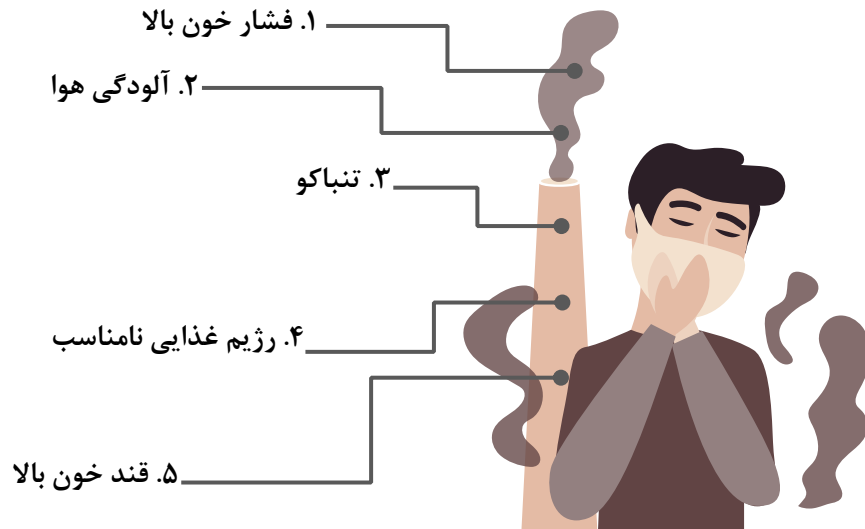 ۱. فشار خون بالا
۲. آلودگی هوا
۳. تنباکو
۴. رژیم غذایی نامناسب
۵. قند خون بالا